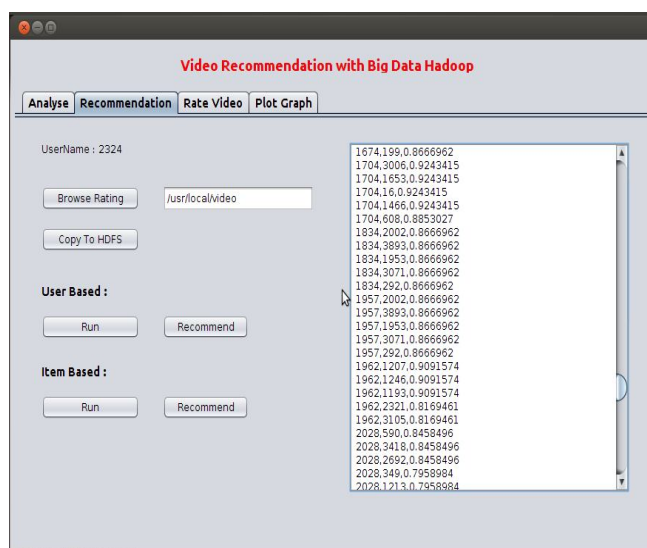 Video Recommendation with Big Data Hadoop
Analyse Recommendation Rate Video Plot Graph
UserName : 2324
Browse Rating /usr/local/video
Copy To HDFS
User Based :
Run Recommend
Item Based :
Run Recommend
1674,199,0.8666962
1704,3006,0.9243415
1704,1653,0.9243415
1704,16,0.9243415
1704,1466,0.9243415
1704,608,0.8853027
1834,2002,0.8666962
1834,3893,0.8666962
1834,1953,0.8666962
1834,3071,0.8666962
1834,292,0.8666962
1957,2002,0.8666962
1957,3893,0.8666962
1957,1953,0.8666962
1957,3071,0.8666962
1957,292,0.8666962
1962,1207,0.9091574
1962,1246,0.9091574
1962,1193,0.9091574
1962,2321,0.8169461
1962,3105,0.8169461
2028,590,0.8458496
2028,3418,0.8458496
2028,2692,0.8458496
2028,349,0.7958984
2028,1213,0.7958984